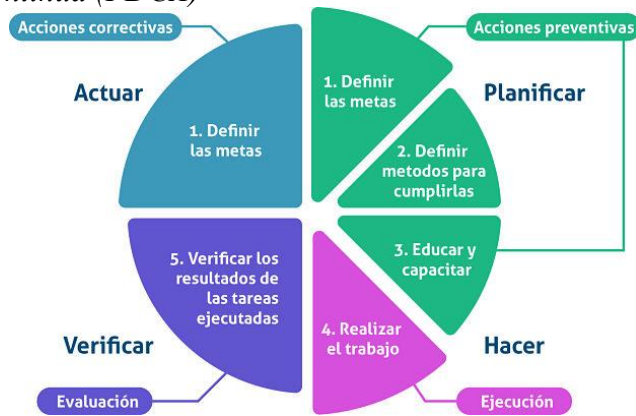 Acciones correctivas
Acciones preventivas
Actuar
Planificar
1. Definir
las metas
1. Definir
las metas
2. Definir
metodos para
cumplirlas
3. Educar y
capacitar
5. Verificar los
resultados de
las tareas
ejecutadas
4. Realizar
el trabajo
Verificar
Hacer
Evaluación
Ejecución